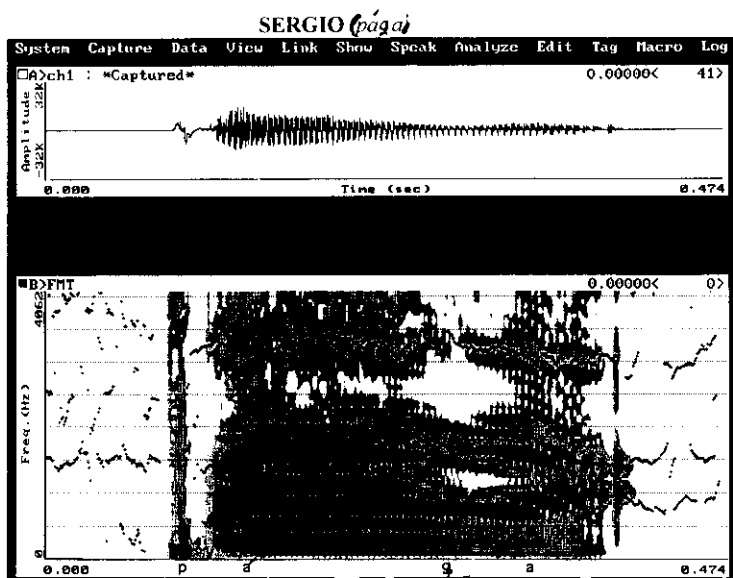 SERGIO (pága)
System Capture Data View Link Show Speak Analyze Edit Tag Macro Log
A>ch1 : *Captured* 0.00000< 41>
Amplitude
-32K 32K
0.000 Time (sec) 0.474
B>FMT 0.00000< 0>
4062
Freq (Hz)
0
0.000 p a g a 0.474